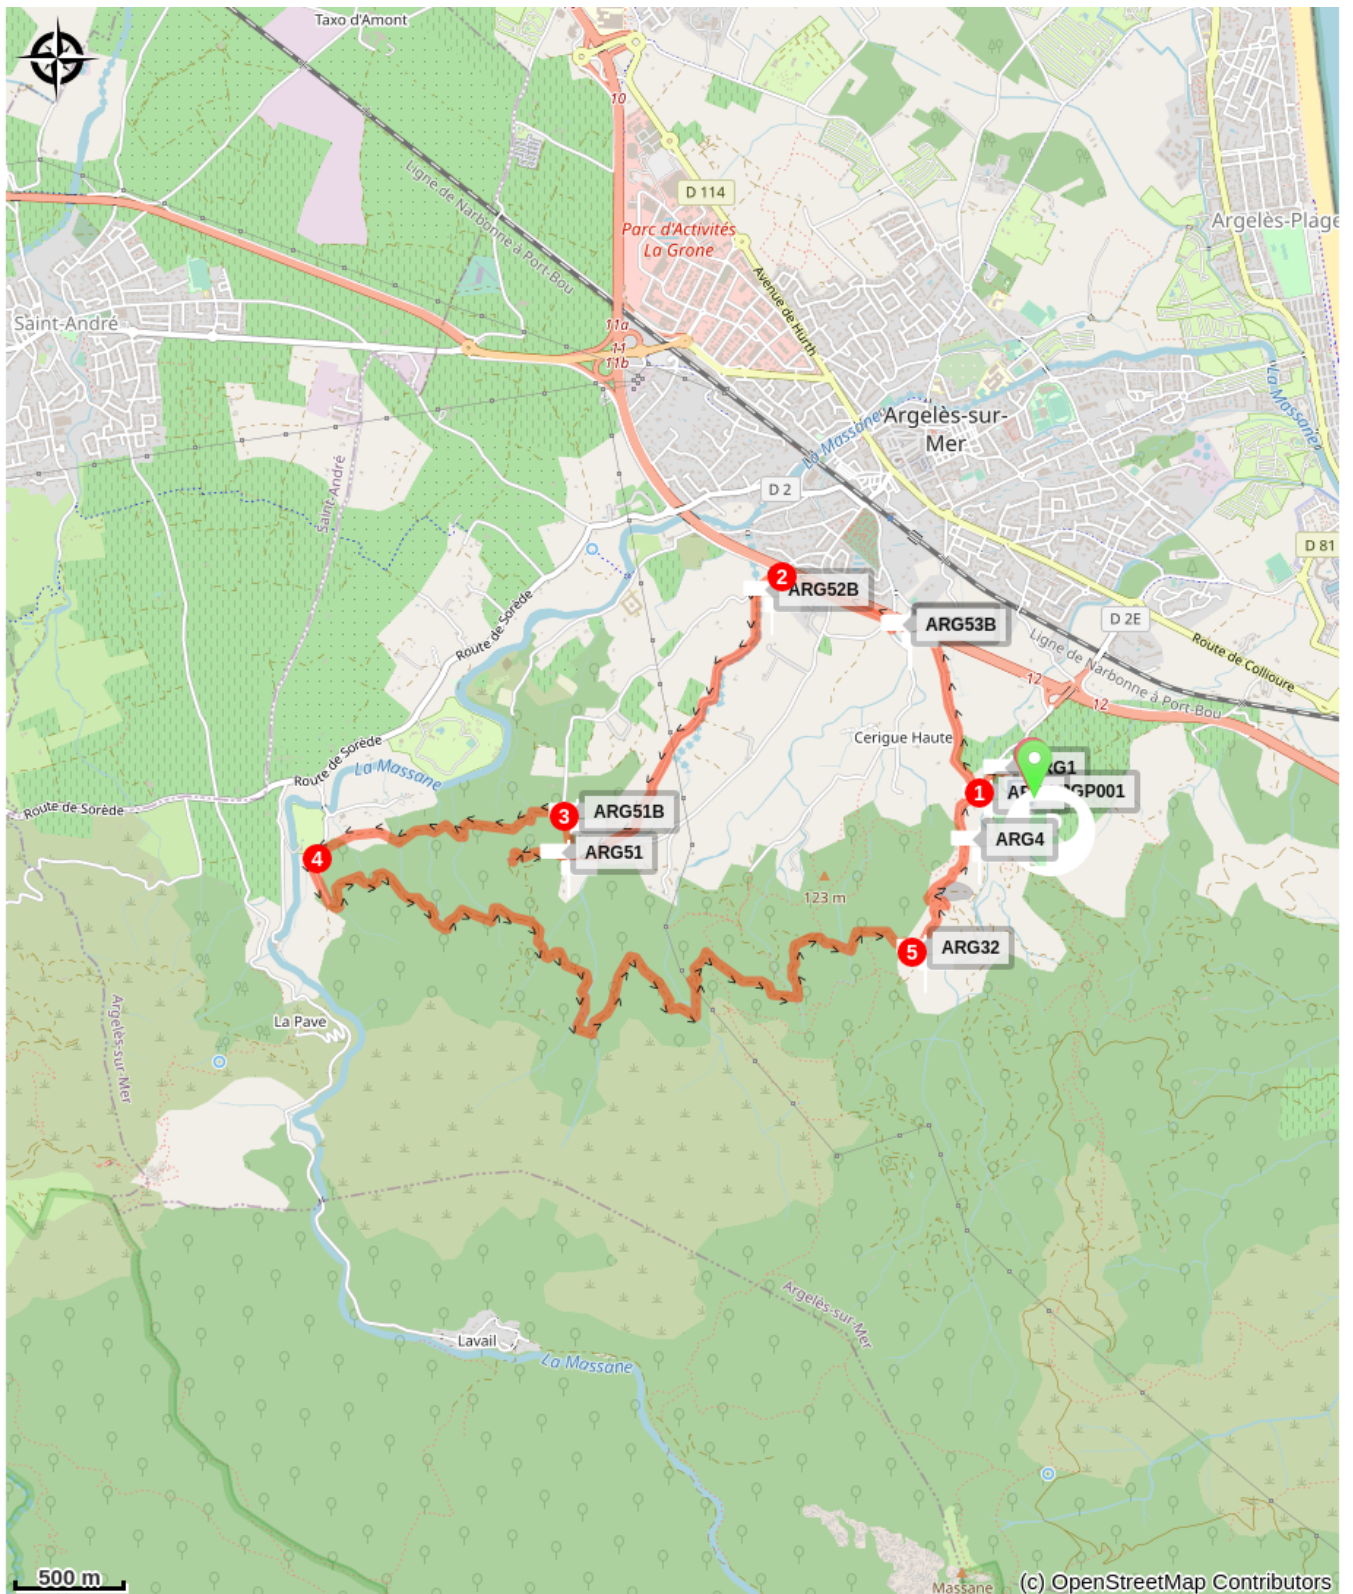 Taxo d'Amont
10
D 114
Ligne de Narbonne à Port-Bou
Parc d'Activités
La Grone
Argelès-Plage
Avenue de Hürth
Saint-André
11a
11
11b
La Massane
Argelès-sur-
Mer
La Massane
D 2
Saint-André
D 81
2
ARG52B
Route de Sorède
ARG53B
D 2E
Ligne de Narbonne à Port-Bou
Route de Collioure
12
12
Cerigue Haute
Route de Sorède
La Massane
Route de Sorède
1
GP001
3
ARG51B
ARG4
ARG51
4
123 m
5
ARG32
La Pave
Argelès-sur-Mer
Argelès-sur-Mer
Lavail
La Massane
Massane
500 m
(c) OpenStreetMap Contributors